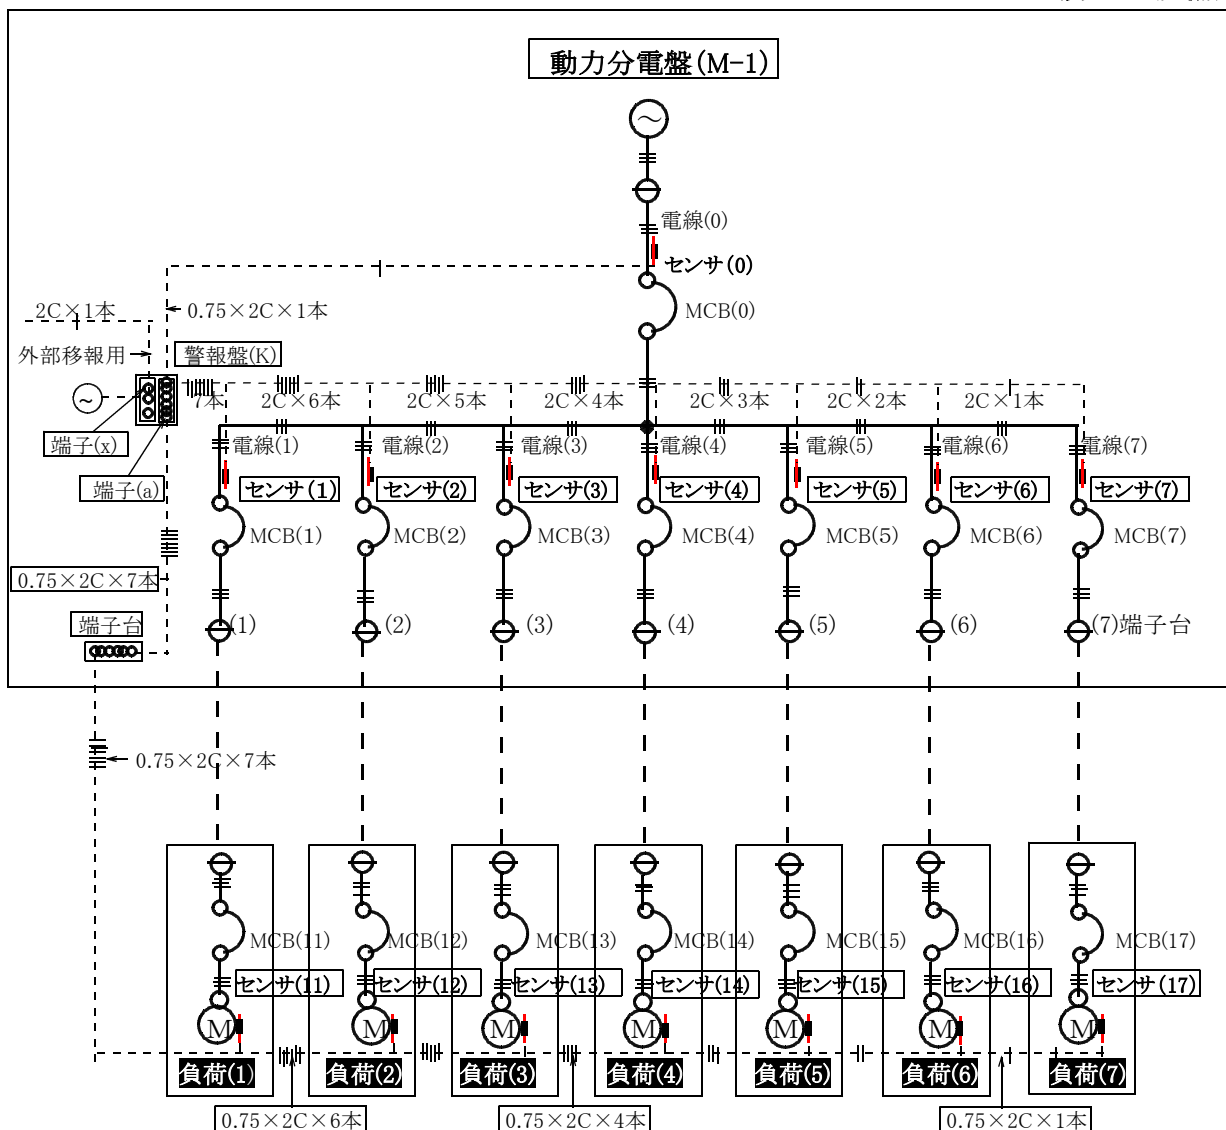 動力分電盤(M-1)
～
電線(0)
センサ(0)
2C×1本
0.75×2C×1本
MCB(0)
外部移報用
警報盤(K)
～
7本
2C×6本
2C×5本
2C×4本
2C×3本
2C×2本
2C×1本
端子(x)
電線(1)
電線(2)
電線(3)
電線(4)
電線(5)
電線(6)
電線(7)
端子(a)
センサ(1)
センサ(2)
センサ(3)
センサ(4)
センサ(5)
センサ(6)
センサ(7)
MCB(1)
MCB(2)
MCB(3)
MCB(4)
MCB(5)
MCB(6)
MCB(7)
0.75×2C×7本
端子台
(1)
(2)
(3)
(4)
(5)
(6)
(7)端子台
0.75×2C×7本
MCB(11)
MCB(12)
MCB(13)
MCB(14)
MCB(15)
MCB(16)
MCB(17)
センサ(11)
センサ(12)
センサ(13)
センサ(14)
センサ(15)
センサ(16)
センサ(17)
M
M
M
M
M
M
M
負荷(1)
負荷(2)
負荷(3)
負荷(4)
負荷(5)
負荷(6)
負荷(7)
0.75×2C×6本
0.75×2C×4本
0.75×2C×1本